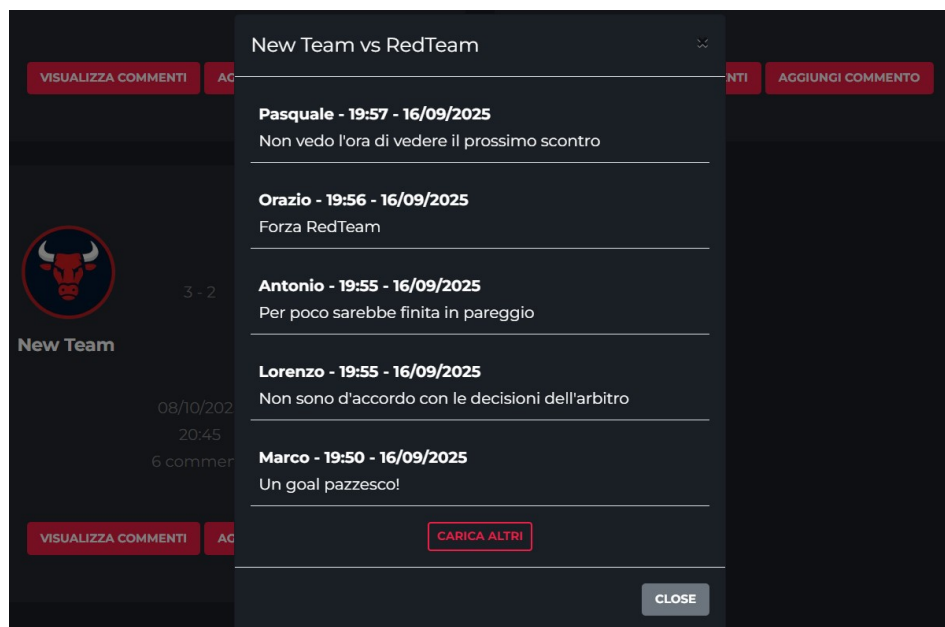 New Team vs RedTeam ×
VISUALIZZA COMMENTI AG NTI AGGIUNGI COMMENTO
Pasquale - 19:57 - 16/09/2025
Non vedo l'ora di vedere il prossimo scontro
Orazio - 19:56 - 16/09/2025
Forza RedTeam
Antonio - 19:55 - 16/09/2025
Per poco sarebbe finita in pareggio
3 - 2
New Team
Lorenzo - 19:55 - 16/09/2025
Non sono d'accordo con le decisioni dell'arbitro
08/10/202
20:45
6 commen
Marco - 19:50 - 16/09/2025
Un goal pazzesco!
VISUALIZZA COMMENTI AG
CARICA ALTRI
CLOSE